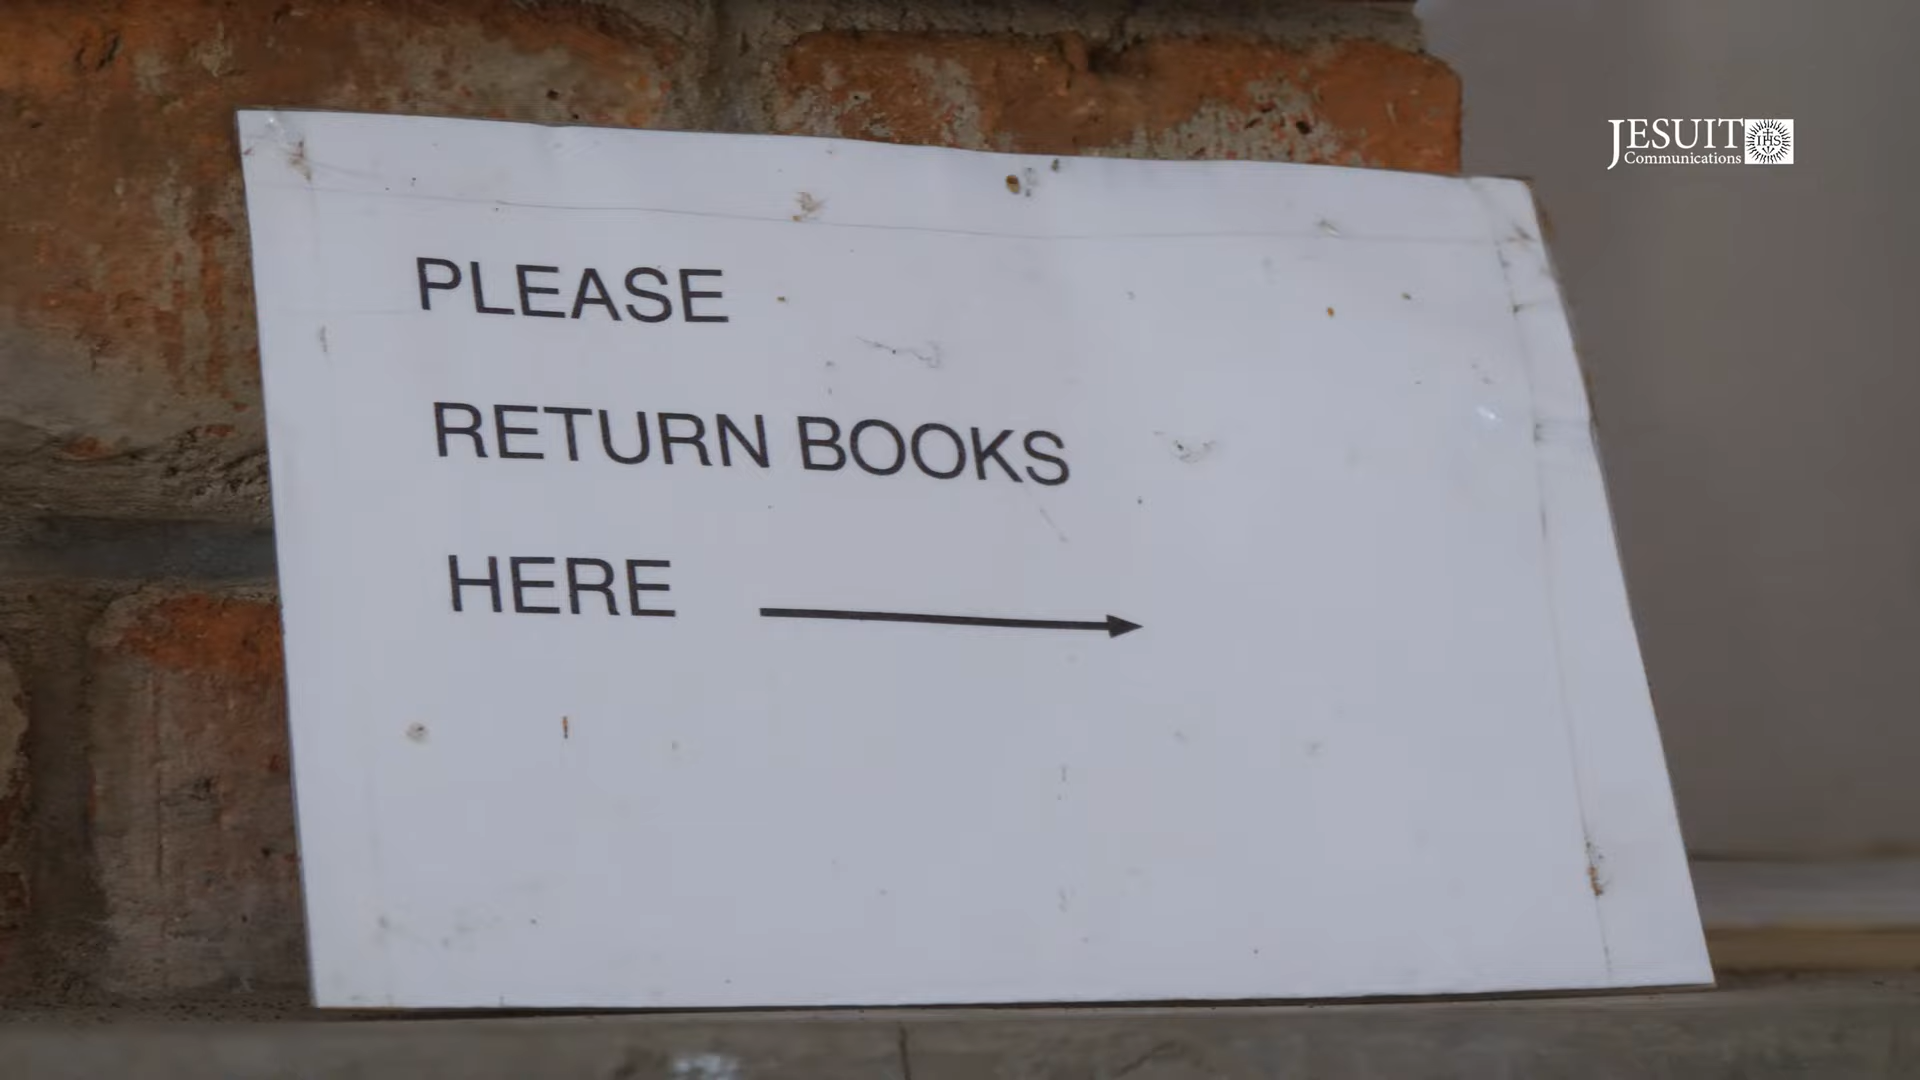 PLEASE
RETURN BOOKS
HERE
JESUIT
Communications
IHS